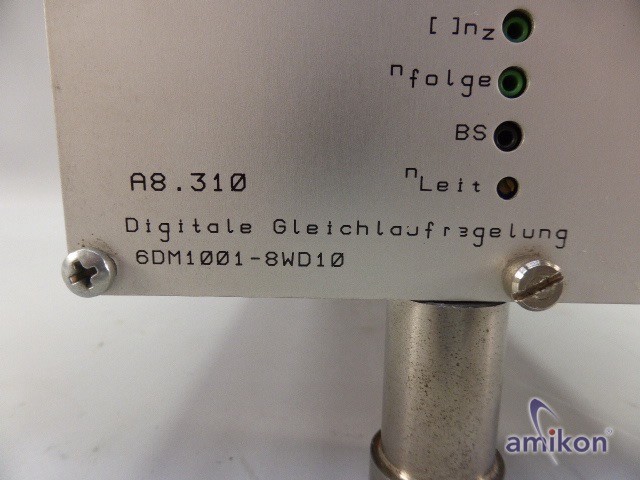 [ ]nz
nfolge
BS
nLeit
A8.310
Digitale Gleichlaufregelung
6DM1001-8WD10
amikon